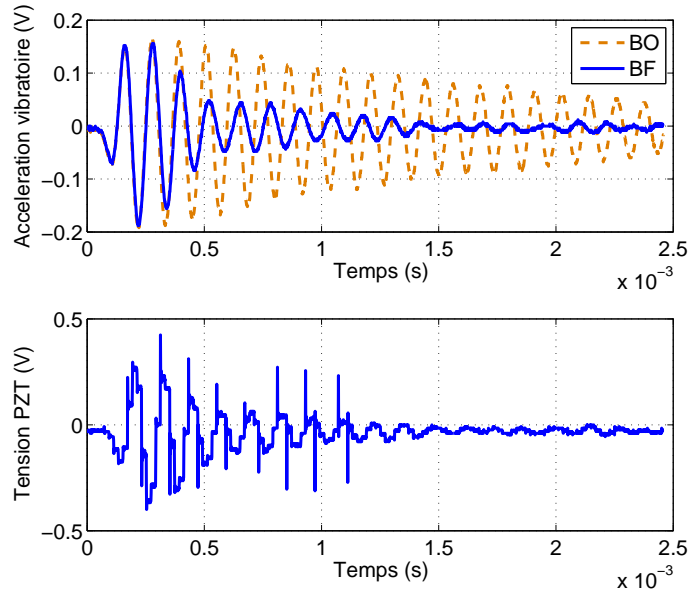 0.2
0.1
0
−0.1
−0.2
Acceleration vibratoire (V)
BO
BF
0
0.5
1
1.5
2
2.5
Temps (s)
x 10⁻³
0.5
0
−0.5
Tension PZT (V)
0
0.5
1
1.5
2
2.5
Temps (s)
x 10⁻³